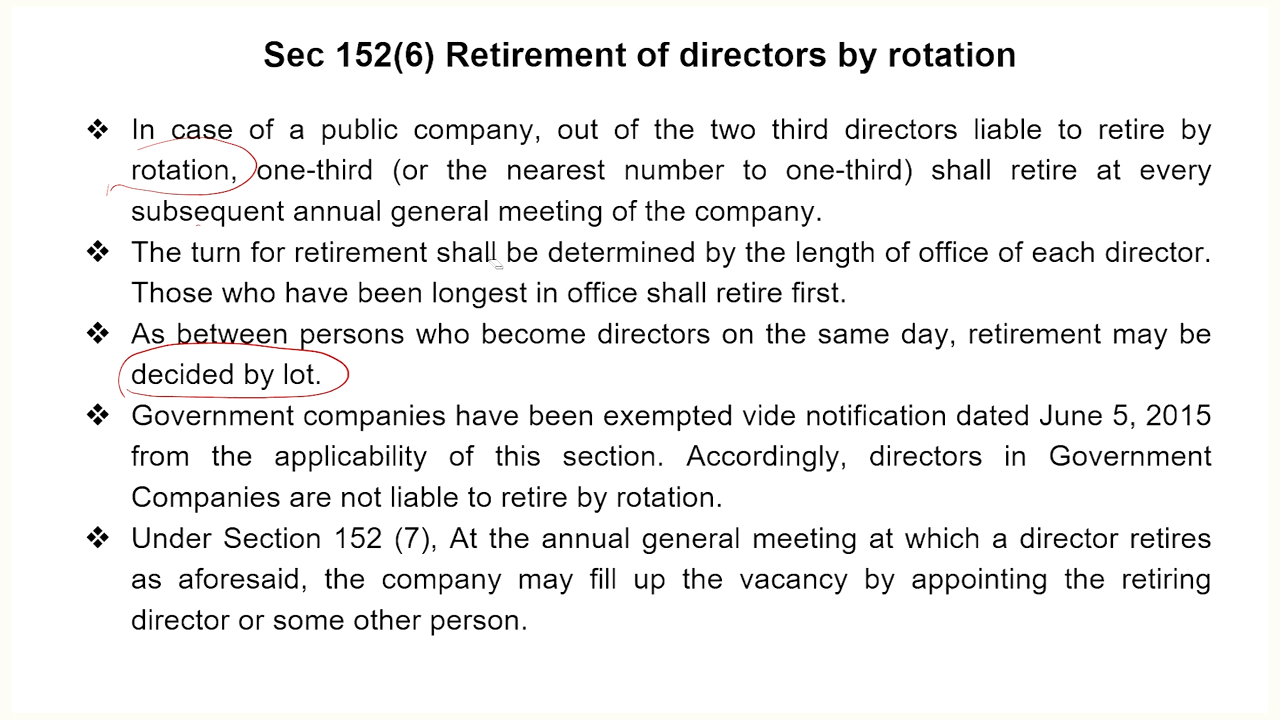 Sec 152(6) Retirement of directors by rotation
❖ In case of a public company, out of the two third directors liable to retire by
rotation, one-third (or the nearest number to one-third) shall retire at every
subsequent annual general meeting of the company.
❖ The turn for retirement shall be determined by the length of office of each director.
Those who have been longest in office shall retire first.
❖ As between persons who become directors on the same day, retirement may be
decided by lot.
❖ Government companies have been exempted vide notification dated June 5, 2015
from the applicability of this section. Accordingly, directors in Government
Companies are not liable to retire by rotation.
❖ Under Section 152 (7), At the annual general meeting at which a director retires
as aforesaid, the company may fill up the vacancy by appointing the retiring
director or some other person.